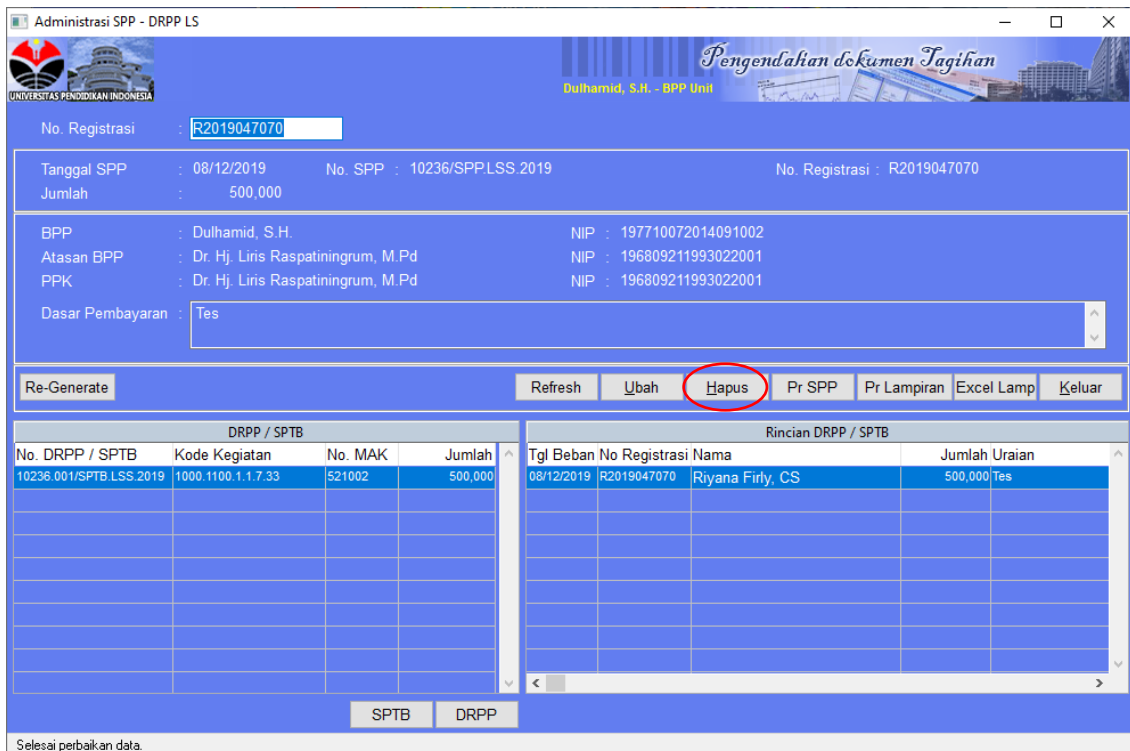 Administrasi SPP - DRPP LS
UNIVERSITAS PENDIDIKAN INDONESIA
Pengendalian dokumen Tagihan
Dulhamid, S.H. - BPP Unit
No. Registrasi : R2019047070
Tanggal SPP : 08/12/2019 No. SPP : 10236/SPP.LSS.2019 No. Registrasi : R2019047070
Jumlah : 500,000
BPP : Dulhamid, S.H. NIP : 197710072014091002
Atasan BPP : Dr. Hj. Liris Raspatiningrum, M.Pd NIP : 196809211993022001
PPK : Dr. Hj. Liris Raspatiningrum, M.Pd NIP : 196809211993022001
Dasar Pembayaran : Tes
Re-Generate Refresh Ubah Hapus Pr SPP Pr Lampiran Excel Lamp Keluar
DRPP / SPTB Rincian DRPP / SPTB
No. DRPP / SPTB Kode Kegiatan No. MAK Jumlah Tgl Beban No Registrasi Nama Jumlah Uraian
10236.001/SPTB.LSS.2019 1000.1100.1.1.7.33 521002 500,000 08/12/2019 R2019047070 Riyana Firly, CS 500,000 Tes
SPTB DRPP
Selesai perbaikan data.